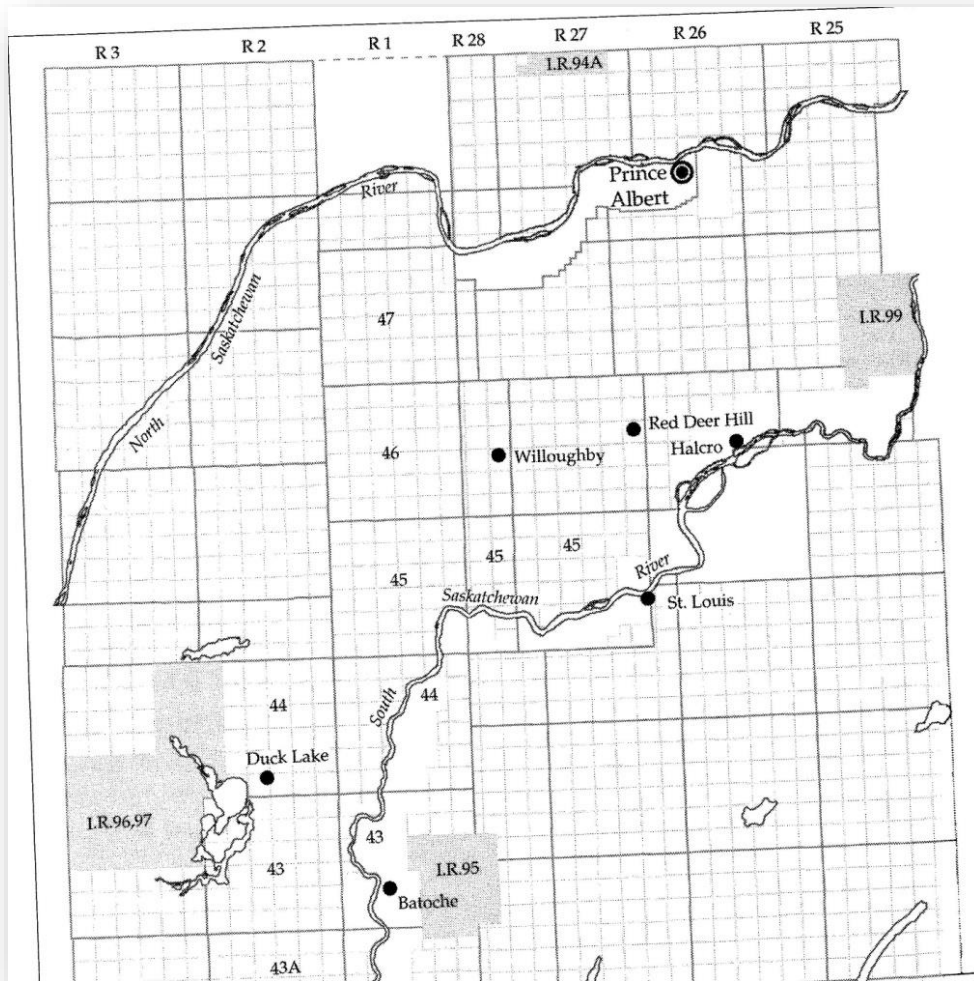 R 3
R 2
R 1
R 28
R 27
R 26
R 25
I.R.94A
River
Prince
Albert
Saskatchewan
North
47
I.R.99
46
Willoughby
Red Deer Hill
Halcro
45
45
45
River
Saskatchewan
St. Louis
44
South
44
Duck Lake
I.R.96,97
43
43
I.R.95
Batoche
43A